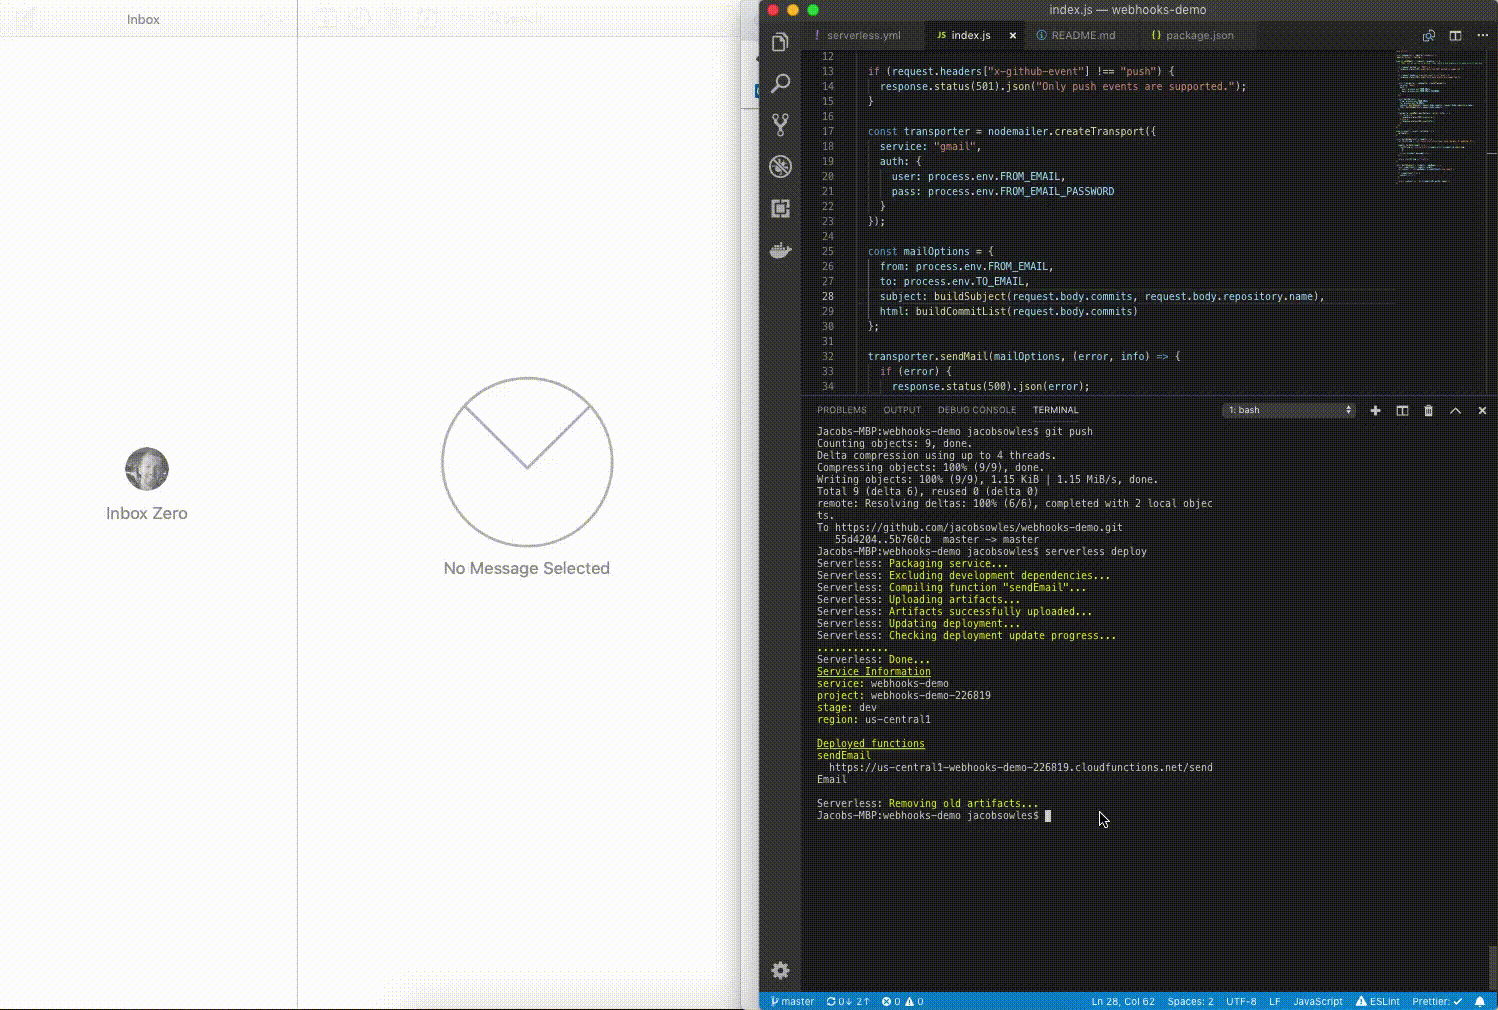 Inbox
Inbox Zero
No Message Selected
index.js — webhooks-demo
serverless.yml
JS index.js
README.md
package.json
12
13 if (request.headers["x-github-event"] !== "push") {
14 response.status(501).json("Only push events are supported.");
15 }
16
17 const transporter = nodemailer.createTransport({
18 service: "gmail",
19 auth: {
20 user: process.env.FROM_EMAIL,
21 pass: process.env.FROM_EMAIL_PASSWORD
22 }
23 });
24
25 const mailOptions = {
26 from: process.env.FROM_EMAIL,
27 to: process.env.TO_EMAIL,
28 subject: buildSubject(request.body.commits, request.body.repository.name),
29 html: buildCommitList(request.body.commits)
30 };
31
32 transporter.sendMail(mailOptions, (error, info) => {
33 if (error) {
34 response.status(500).json(error);
PROBLEMS OUTPUT DEBUG CONSOLE TERMINAL 1: bash
Jacobs-MBP:webhooks-demo jacobsowles$ git push
Counting objects: 9, done.
Delta compression using up to 4 threads.
Compressing objects: 100% (9/9), done.
Writing objects: 100% (9/9), 1.15 KiB | 1.15 MiB/s, done.
Total 9 (delta 6), reused 0 (delta 0)
remote: Resolving deltas: 100% (6/6), completed with 2 local objec
ts.
To https://github.com/jacobsowles/webhooks-demo.git
55d4204..5b760cb master -> master
Jacobs-MBP:webhooks-demo jacobsowles$ serverless deploy
Serverless: Packaging service...
Serverless: Excluding development dependencies...
Serverless: Compiling function "sendEmail"...
Serverless: Uploading artifacts...
Serverless: Artifacts successfully uploaded...
Serverless: Updating deployment...
Serverless: Checking deployment update progress...
............
Serverless: Done...
Service Information
service: webhooks-demo
project: webhooks-demo-226819
stage: dev
region: us-central1
Deployed functions
sendEmail
https://us-central1-webhooks-demo-226819.cloudfunctions.net/send
Email
Serverless: Removing old artifacts...
Jacobs-MBP:webhooks-demo jacobsowles$
master 0↓ 2↑ 0 0 Ln 28, Col 62 Spaces: 2 UTF-8 LF JavaScript ESLint Prettier: ✓